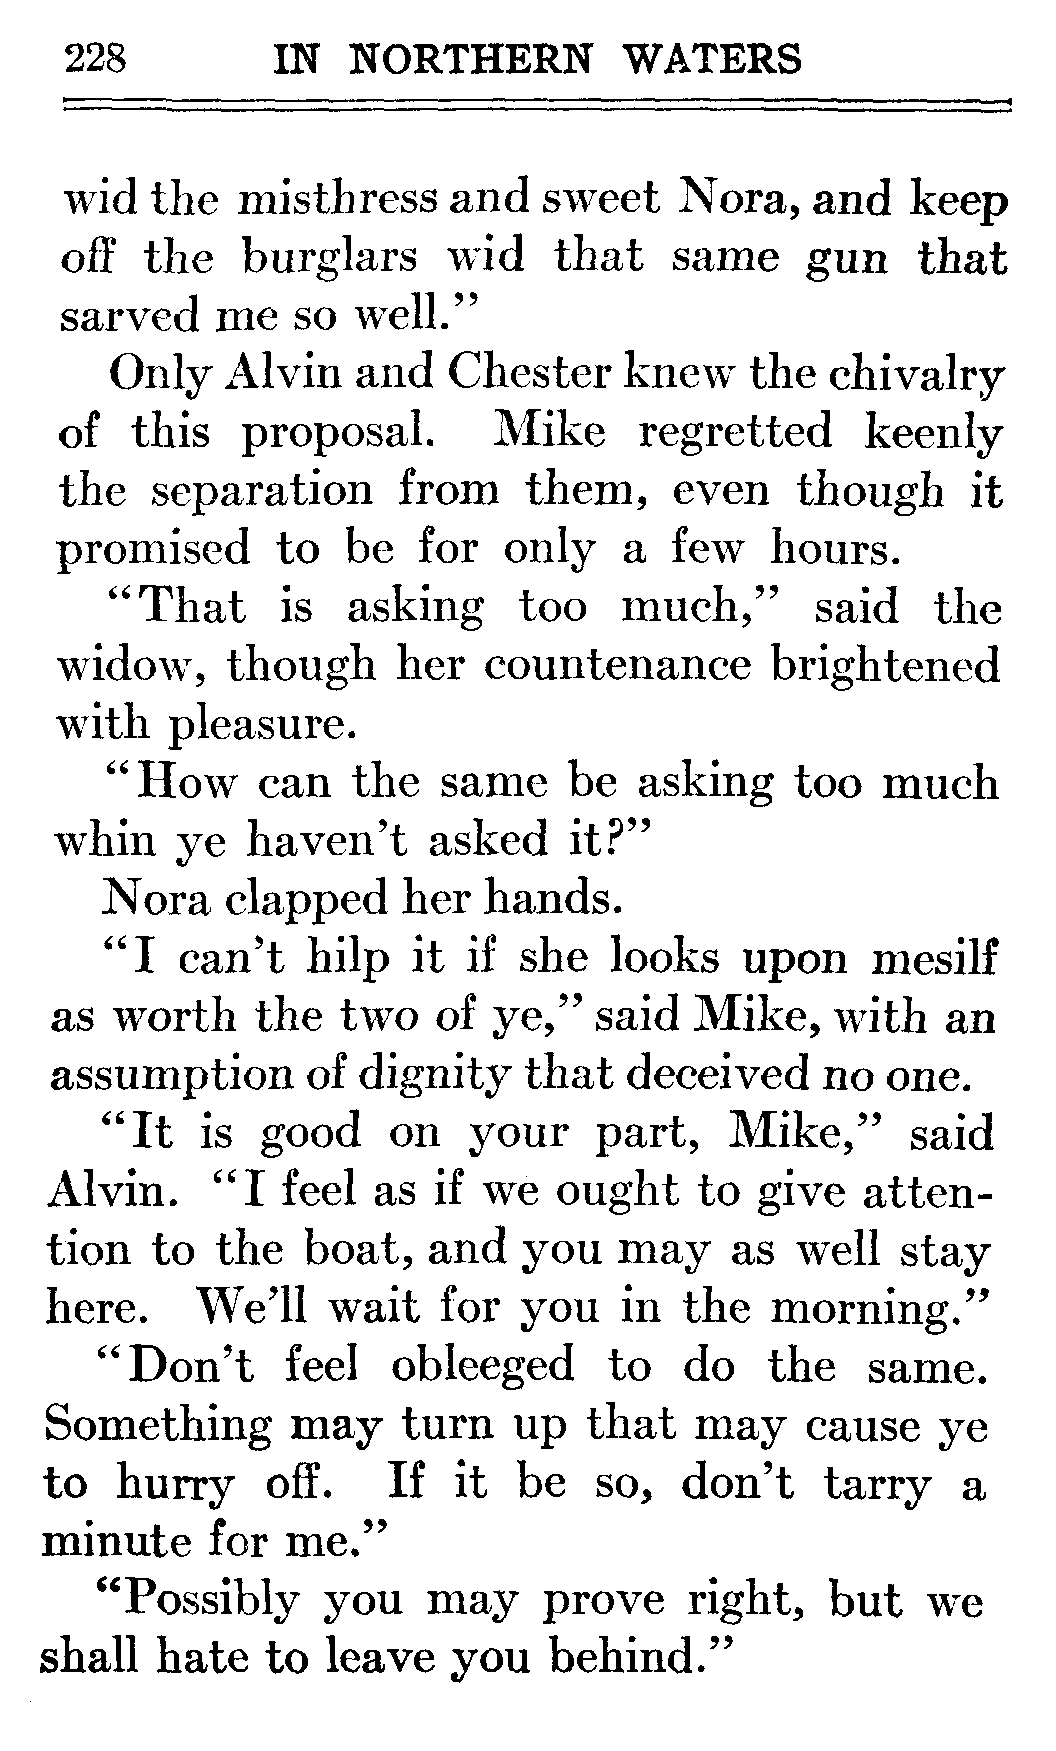 228 IN NORTHERN WATERS
wid the misthress and sweet Nora, and keep
off the burglars wid that same gun that
sarved me so well."
Only Alvin and Chester knew the chivalry
of this proposal. Mike regretted keenly
the separation from them, even though it
promised to be for only a few hours.
"That is asking too much," said the
widow, though her countenance brightened
with pleasure.
"How can the same be asking too much
whin ye haven't asked it?"
Nora clapped her hands.
"I can't hilp it if she looks upon mesilf
as worth the two of ye," said Mike, with an
assumption of dignity that deceived no one.
"It is good on your part, Mike," said
Alvin. "I feel as if we ought to give atten-
tion to the boat, and you may as well stay
here. We'll wait for you in the morning."
"Don't feel obleeged to do the same.
Something may turn up that may cause ye
to hurry off. If it be so, don't tarry a
minute for me."
"Possibly you may prove right, but we
shall hate to leave you behind."